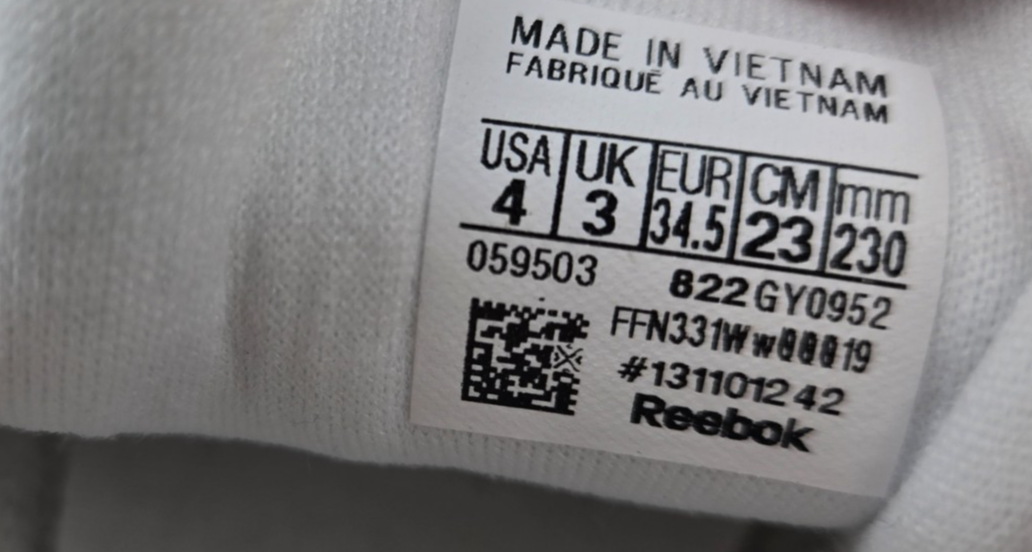 MADE IN VIETNAM
FABRIQUÉ AU VIETNAM
USA UK EUR CM mm
4 3 34.5 23 230
059503 822 GY0952
#131101242
Reebok